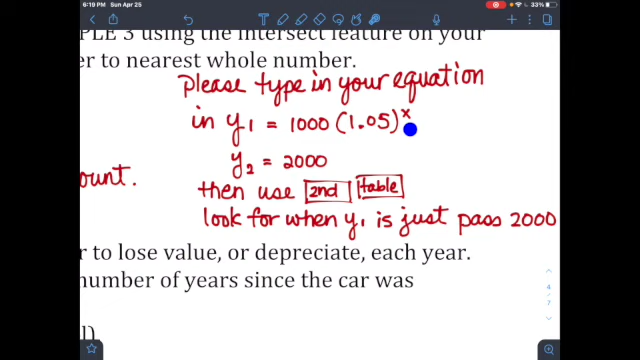 6:19 PM Sun Apr 25
33%
PLE 3 using the intersect feature on your
er to nearest whole number.
please type in your equation
in y1 = 1000 (1.05)^x
y2 = 2000
ount.
then use 2nd table
look for when y1 is just pass 2000
r to lose value, or depreciate, each year.
number of years since the car was
4
7